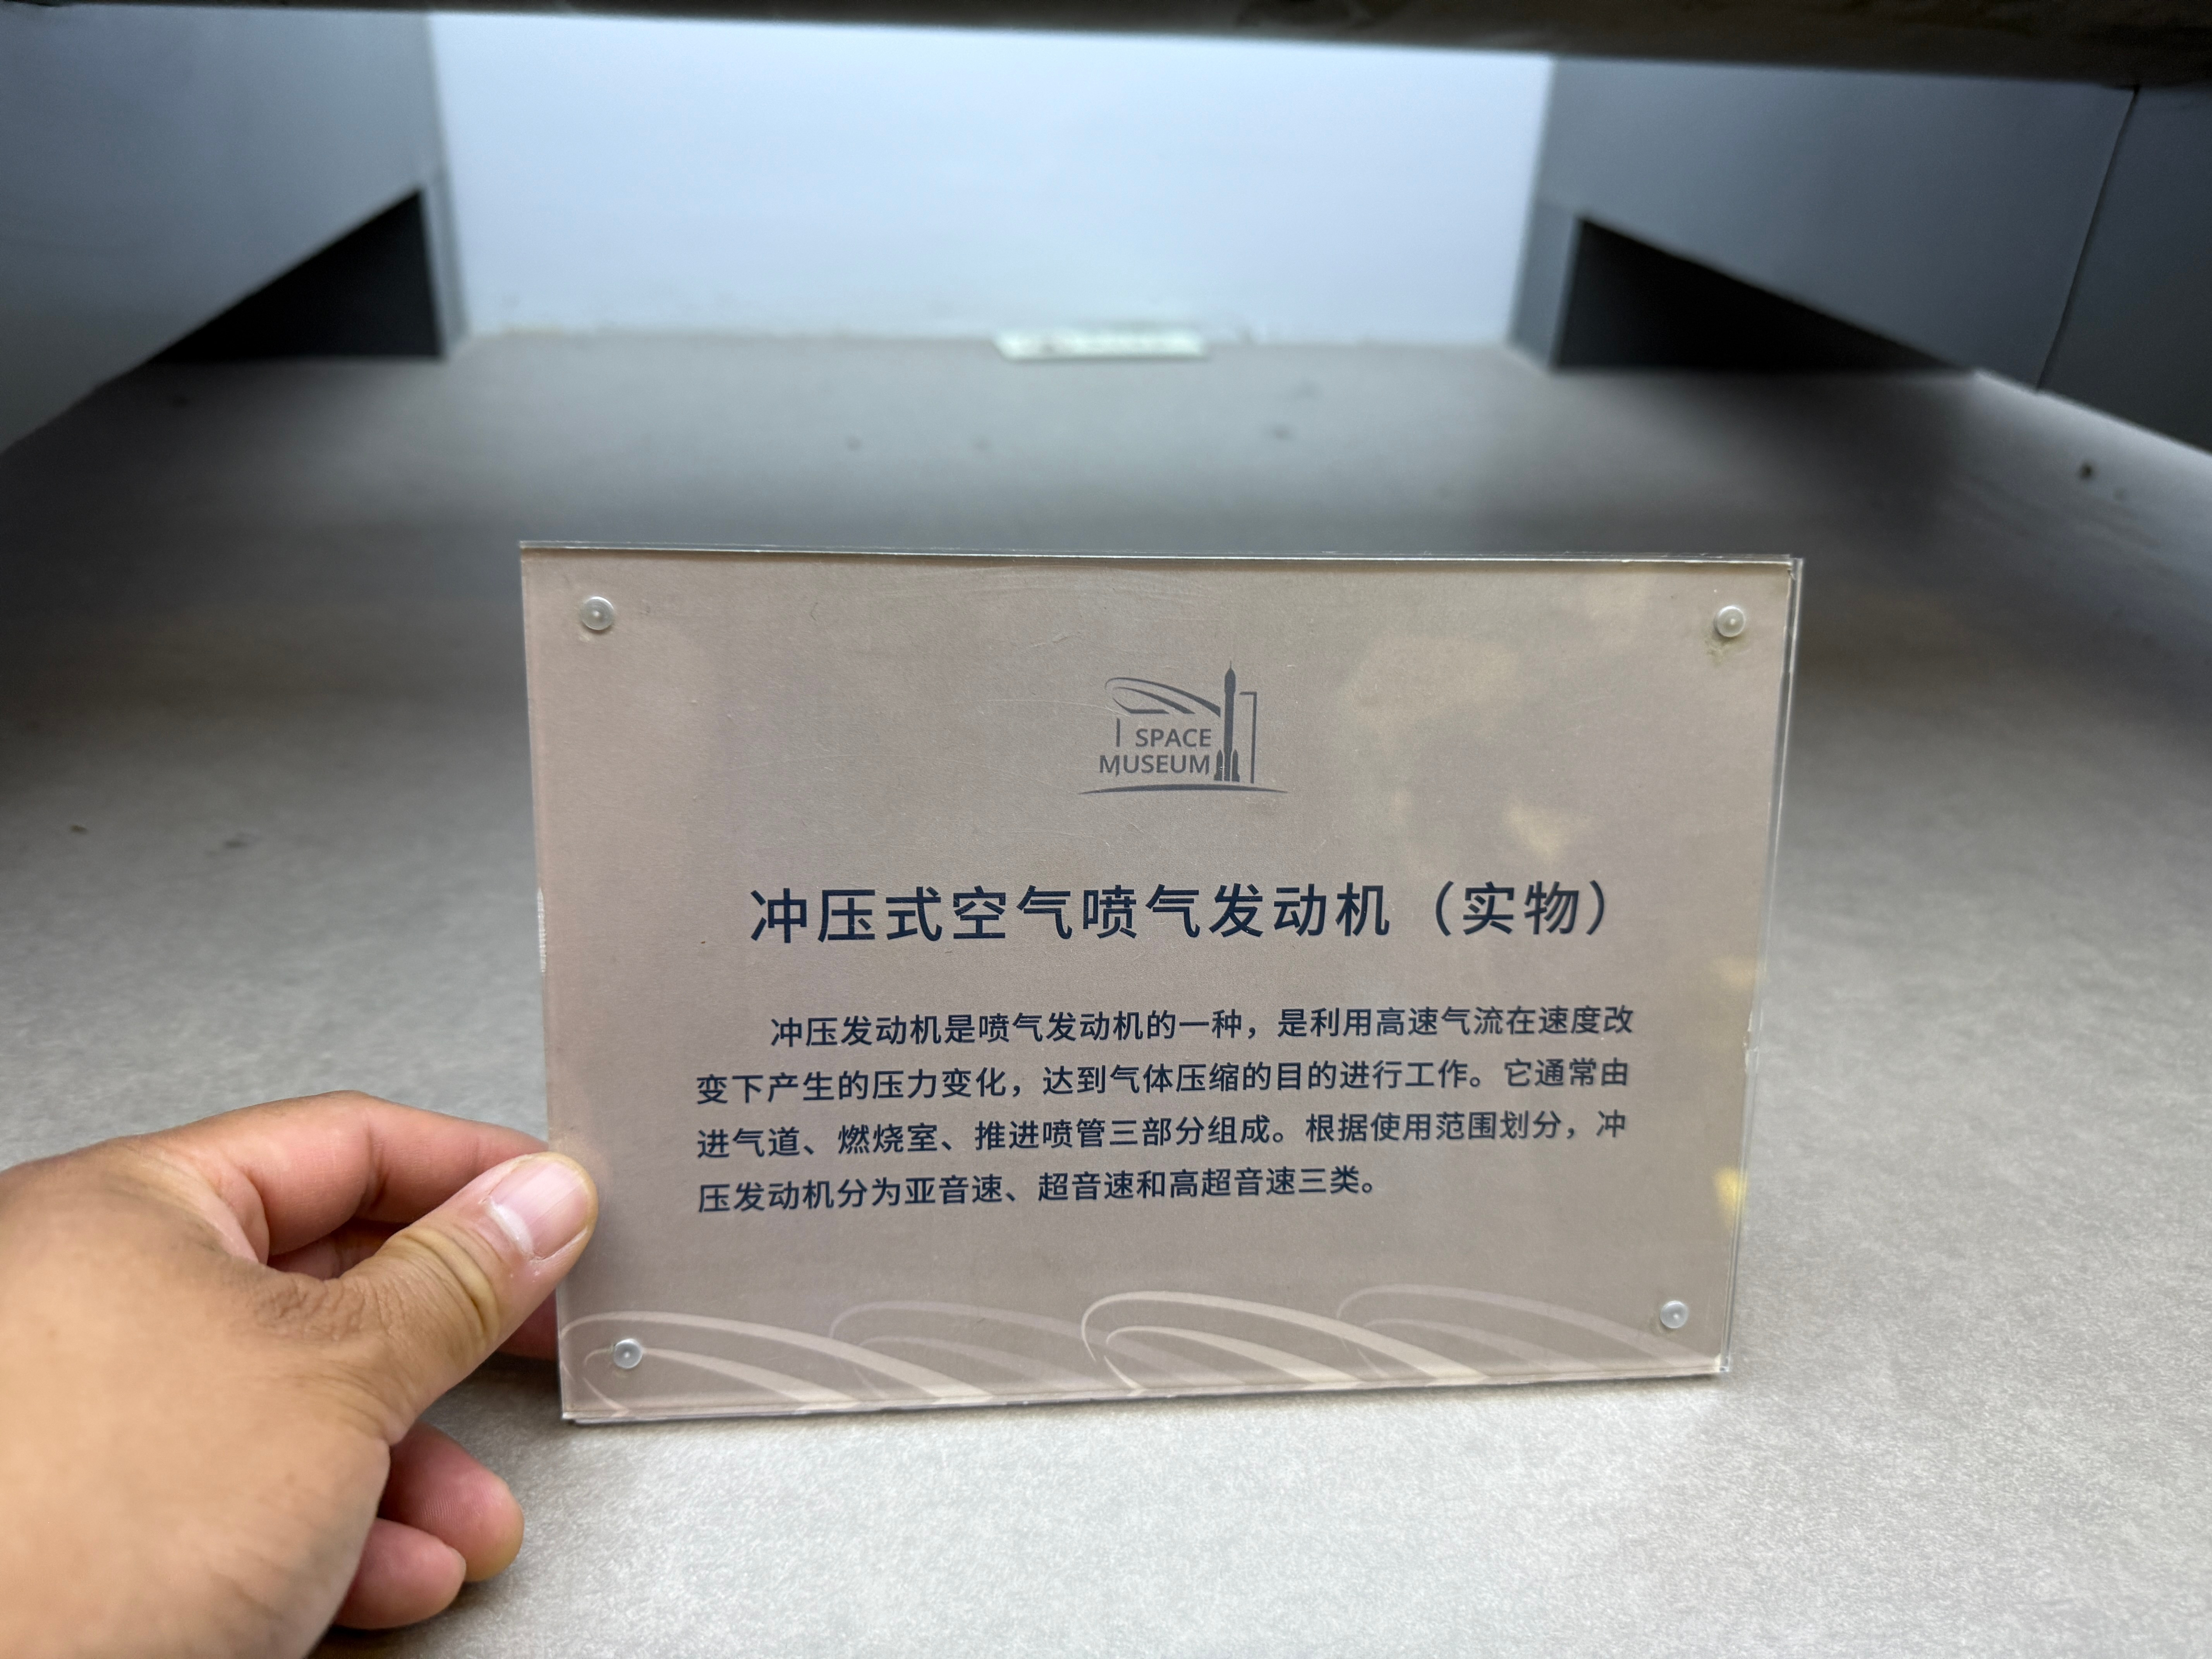 SPACE
MUSEUM
冲压式空气喷气发动机（实物）
冲压发动机是喷气发动机的一种，是利用高速气流在速度改
变下产生的压力变化，达到气体压缩的目的进行工作。它通常由
进气道、燃烧室、推进喷管三部分组成。根据使用范围划分，冲
压发动机分为亚音速、超音速和高超音速三类。